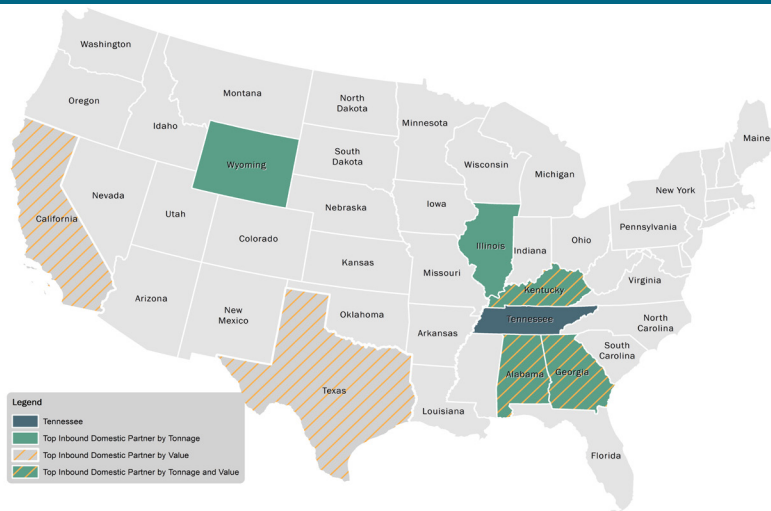 Washington
Oregon
Idaho
Montana
North
Dakota
South
Dakota
Minnesota
Wisconsin
Michigan
Maine
New York
Wyoming
Nebraska
Iowa
Illinois
Indiana
Ohio
Pennsylvania
Nevada
Utah
Colorado
California
Kansas
Missouri
Kentucky
Virginia
Arizona
New
Mexico
Oklahoma
Arkansas
Tennessee
North
Carolina
South
Carolina
Texas
Louisiana
Alabama
Georgia
Florida
Legend
Tennessee
Top Inbound Domestic Partner by Tonnage
Top Inbound Domestic Partner by Value
Top Inbound Domestic Partner by Tonnage and Value